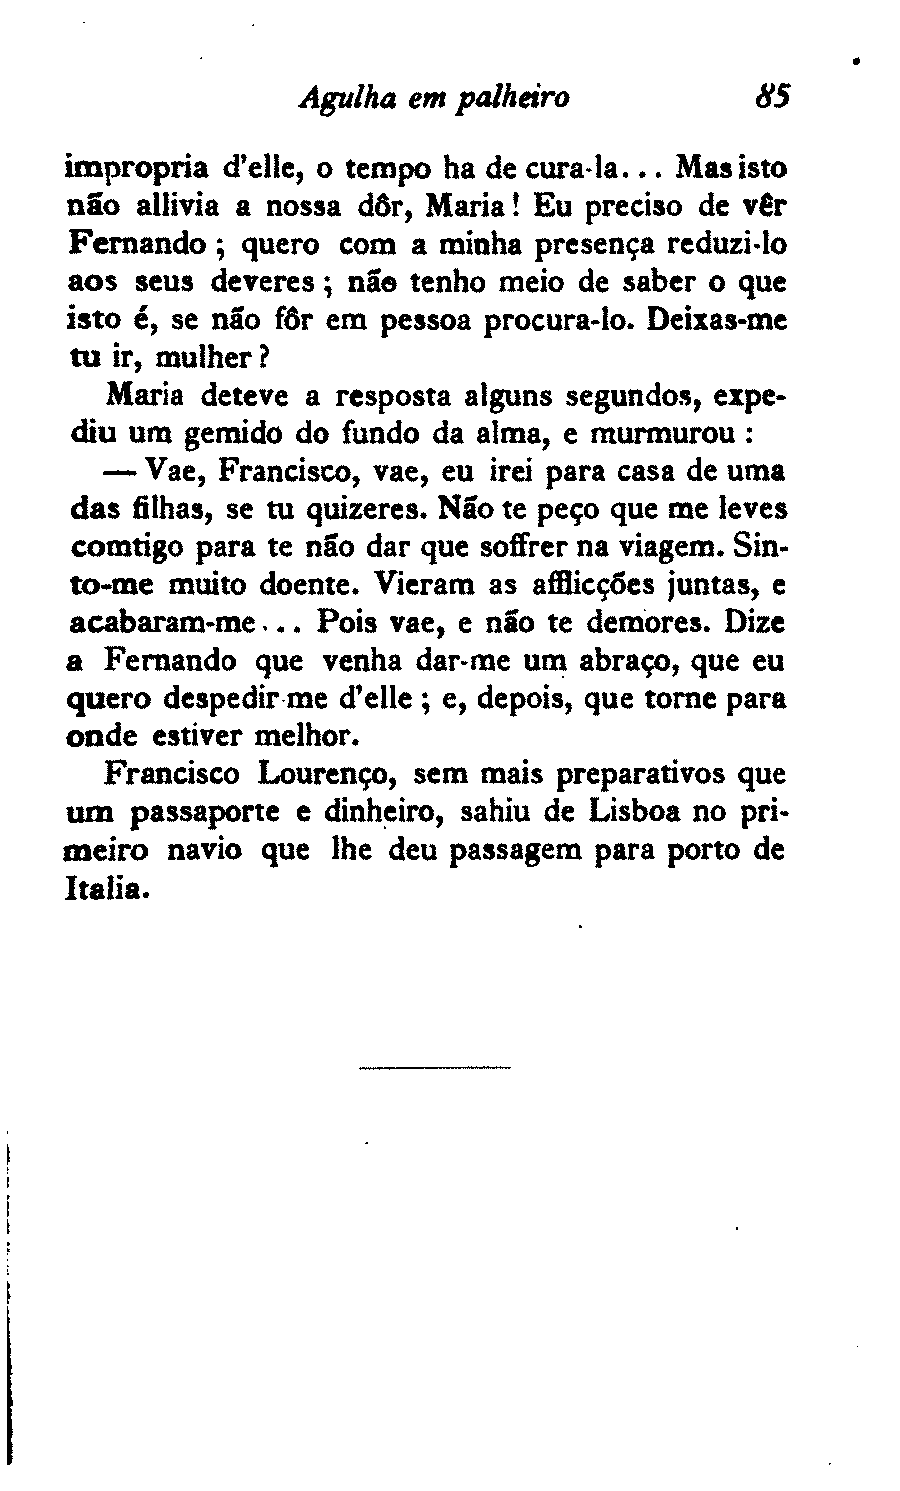 Agulha em palheiro 85
impropria d'elle, o tempo ha de cura-la... Mas isto
não allivia a nossa dôr, Maria! Eu preciso de vêr
Fernando ; quero com a minha presença reduzi-lo
aos seus deveres ; não tenho meio de saber o que
isto é, se não fôr em pessoa procura-lo. Deixas-me
tu ir, mulher ?
Maria deteve a resposta alguns segundos, expe-
diu um gemido do fundo da alma, e murmurou :
— Vae, Francisco, vae, eu irei para casa de uma
das filhas, se tu quizeres. Não te peço que me leves
comtigo para te não dar que soffrer na viagem. Sin-
to-me muito doente. Vieram as afflicções juntas, e
acabaram-me... Pois vae, e não te demores. Dize
a Fernando que venha dar-me um abraço, que eu
quero despedir-me d'elle ; e, depois, que torne para
onde estiver melhor.
Francisco Lourenço, sem mais preparativos que
um passaporte e dinheiro, sahiu de Lisboa no pri-
meiro navio que lhe deu passagem para porto de
Italia.